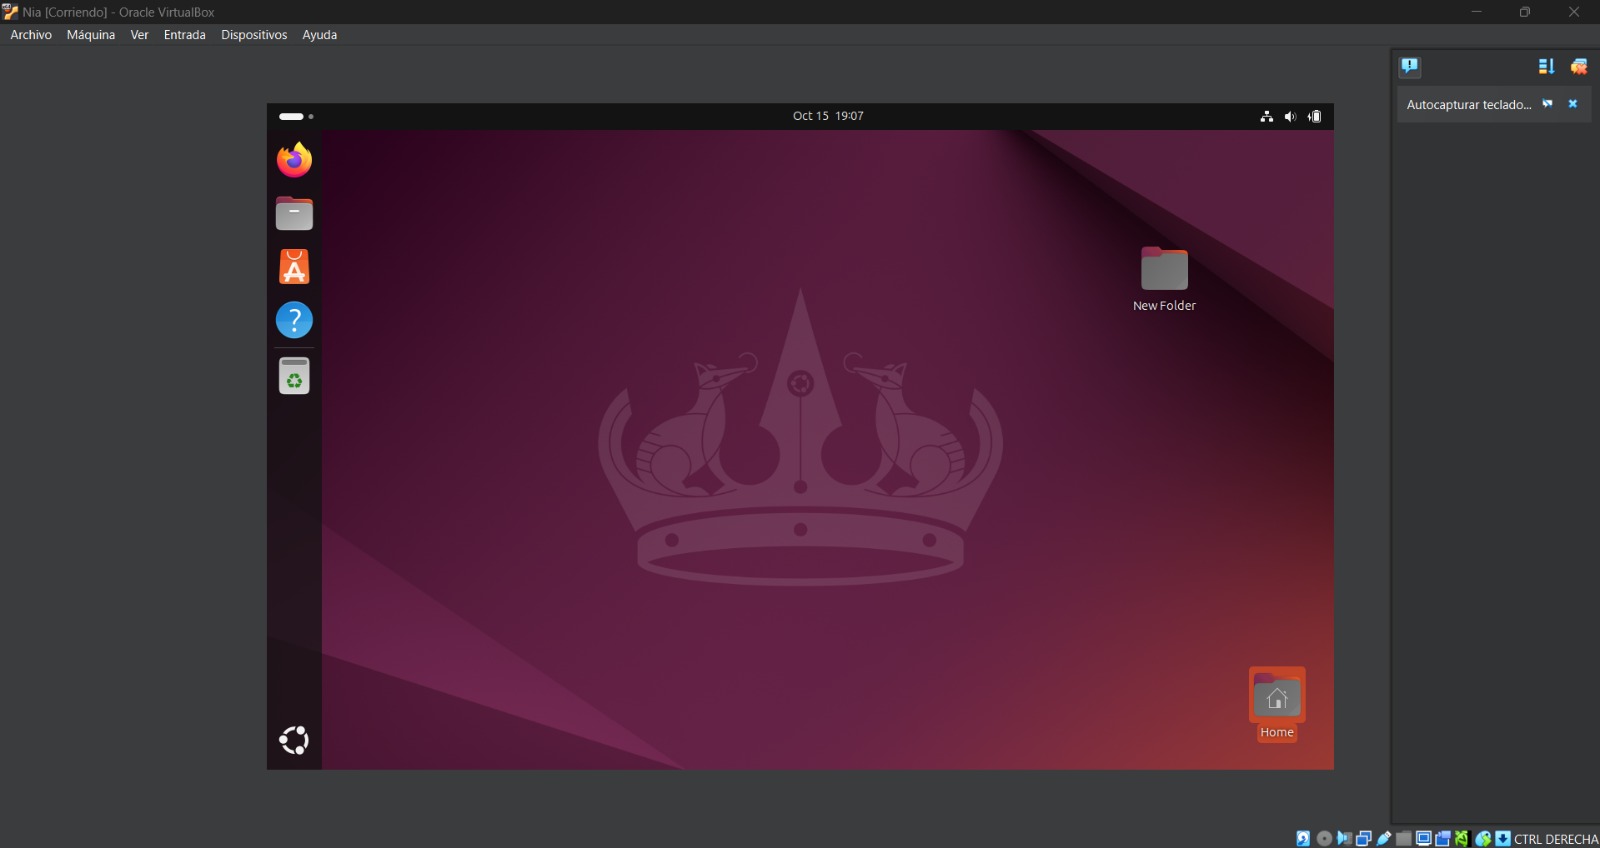 Nia [Corriendo] - Oracle VirtualBox
Archivo Máquina Ver Entrada Dispositivos Ayuda
Autocapturar teclado...
Oct 15 19:07
New Folder
Home
CTRL DERECHA